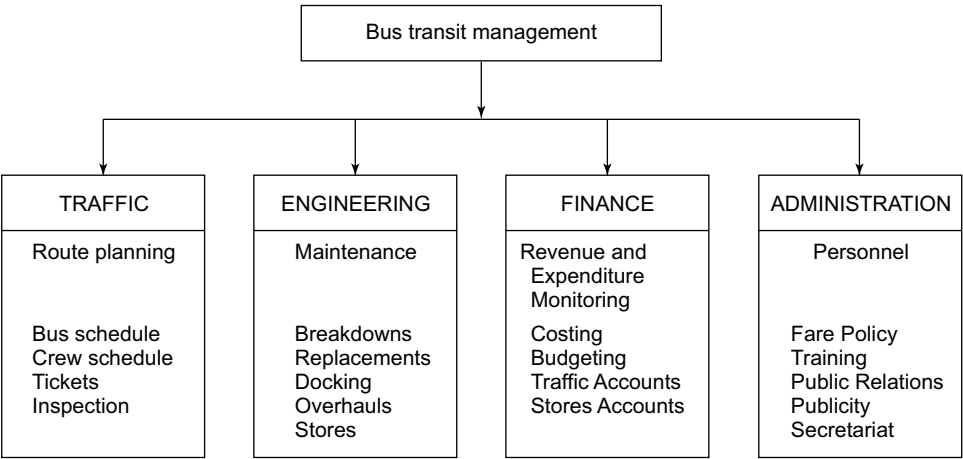 Bus transit management
TRAFFIC
Route planning
Bus schedule
Crew schedule
Tickets
Inspection
ENGINEERING
Maintenance
Breakdowns
Replacements
Docking
Overhauls
Stores
FINANCE
Revenue and
Expenditure
Monitoring
Costing
Budgeting
Traffic Accounts
Stores Accounts
ADMINISTRATION
Personnel
Fare Policy
Training
Public Relations
Publicity
Secretariat